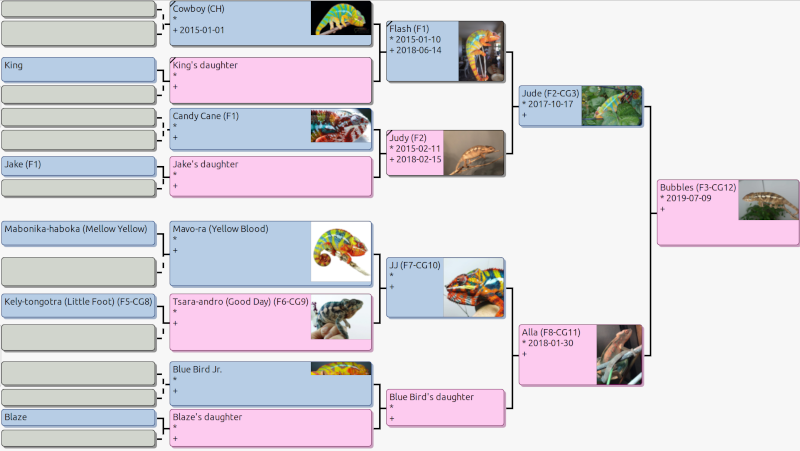 Cowboy (CH)
*
+ 2015-01-01
King
King's daughter
*
+
Candy Cane (F1)
*
+
Jake (F1)
Jake's daughter
*
+
Mabonika-haboka (Mellow Yellow)
Mavo-ra (Yellow Blood)
*
+
Kely-tongotra (Little Foot) (F5-CG8)
Tsara-andro (Good Day) (F6-CG9)
*
+
Blue Bird Jr.
*
+
Blaze
Blaze's daughter
*
+
Flash (F1)
* 2015-01-10
+ 2018-06-14
Judy (F2)
* 2015-02-11
+ 2018-02-15
JJ (F7-CG10)
*
+
Blue Bird's daughter
*
+
Jude (F2-CG3)
* 2017-10-17
+
Alla (F8-CG11)
* 2018-01-30
+
Bubbles (F3-CG12)
* 2019-07-09
+